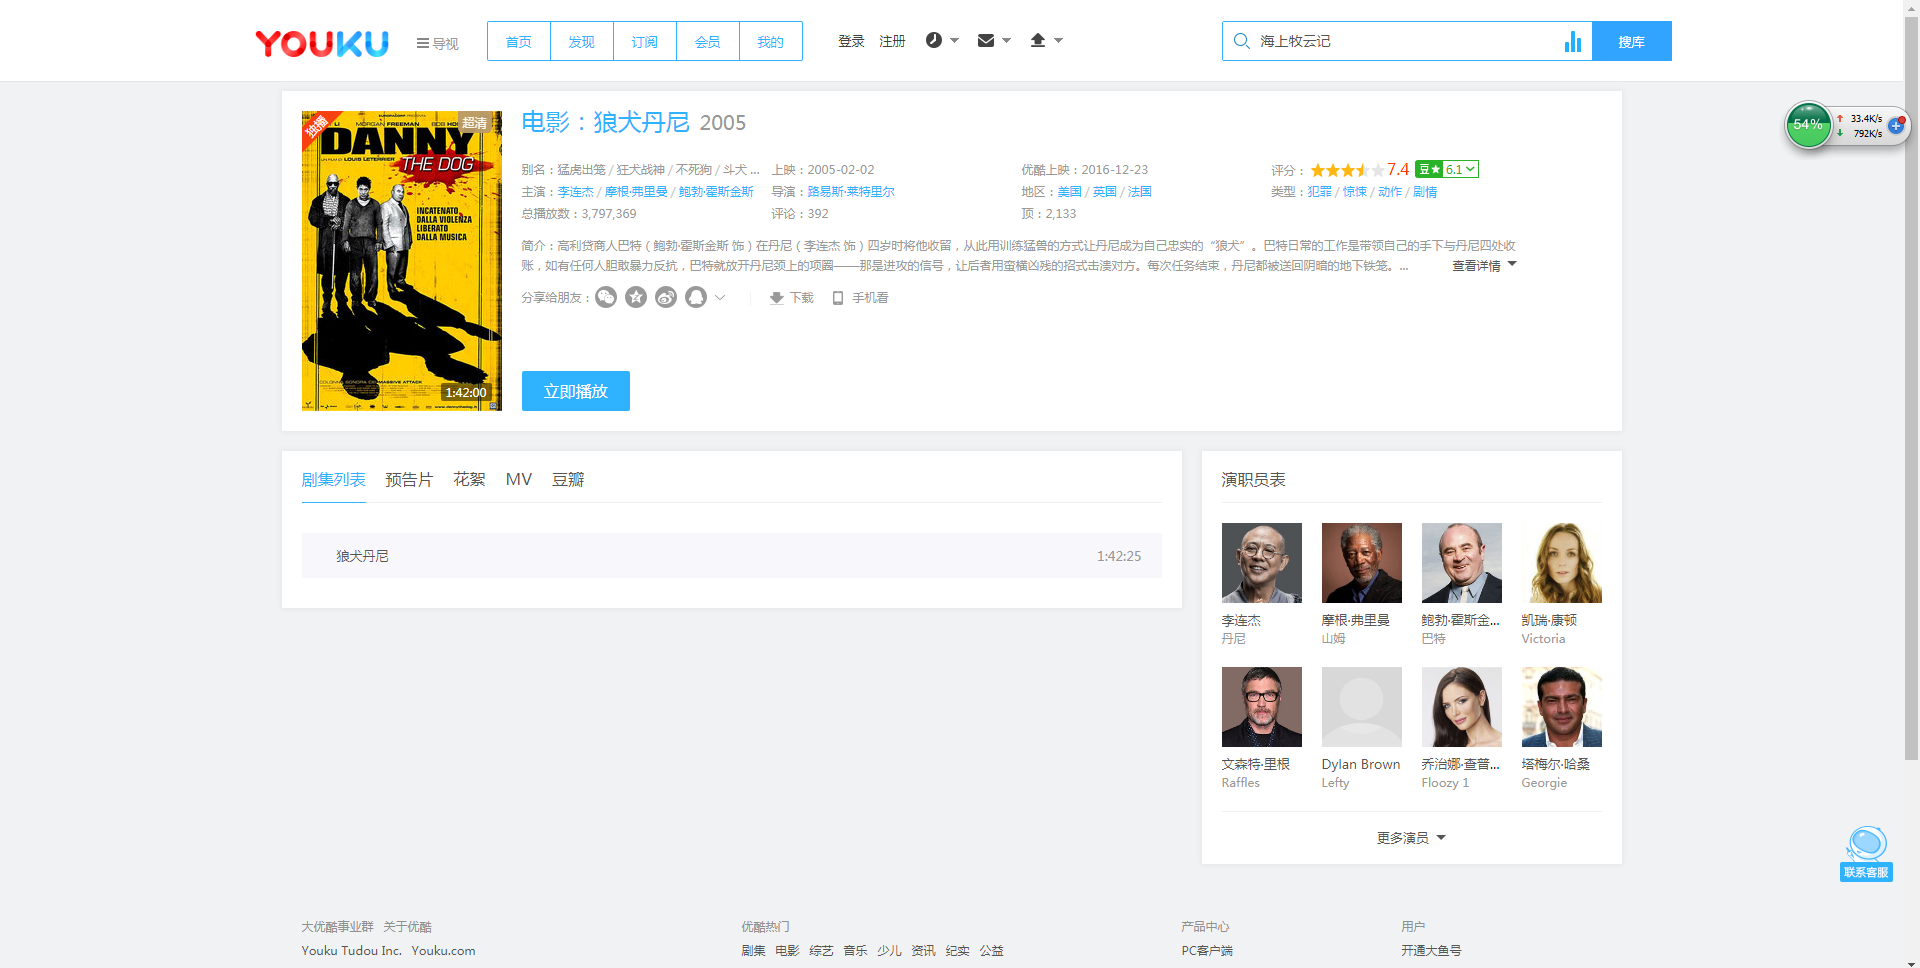 YOUKU 导视 首页 发现 订阅 会员 我的 登录 注册 海上牧云记 搜库
54% 33.4K/s
792K/s
独播 超清
MORGAN FREEMAN
DANNY
THE DOG
UN FILM DI LOUIS LETERRIER
INCATENATO
DALLA VIOLENZA
LIBERATO
DALLA MUSICA
1:42:00
电影：狼犬丹尼 2005
别名：猛虎出笼 / 狂犬战神 / 不死狗 / 斗犬 ... 上映：2005-02-02 优酷上映：2016-12-23 评分： 7.4 豆★ 6.1
主演：李连杰 / 摩根·弗里曼 / 鲍勃·霍斯金斯 导演：路易斯·莱特里尔 地区：美国 / 英国 / 法国 类型：犯罪 / 惊悚 / 动作 / 剧情
总播放数：3,797,369 评论：392 顶：2,133
简介：高利贷商人巴特（鲍勃·霍斯金斯 饰）在丹尼（李连杰 饰）四岁时将他收留，从此用训练猛兽的方式让丹尼成为自己忠实的“狼犬”。巴特日常的工作是带领自己的手下与丹尼四处收
账，如有任何人胆敢暴力反抗，巴特就放开丹尼颈上的项圈——那是进攻的信号，让后者用蛮横凶残的招式击溃对方。每次任务结束，丹尼都被送回阴暗的地下铁笼。... 查看详情
分享给朋友： 下载 手机看
立即播放
剧集列表 预告片 花絮 MV 豆瓣
狼犬丹尼 1:42:25
演职员表
李连杰 摩根·弗里曼 鲍勃·霍斯金... 凯瑞·康顿
丹尼 山姆 巴特 Victoria
文森特·里根 Dylan Brown 乔治娜·查普... 塔梅尔·哈桑
Raffles Lefty Floozy 1 Georgie
更多演员
联系客服
大优酷事业群 关于优酷 优酷热门 产品中心 用户
Youku Tudou Inc. Youku.com 剧集 电影 综艺 音乐 少儿 资讯 纪实 公益 PC客户端 开通大鱼号